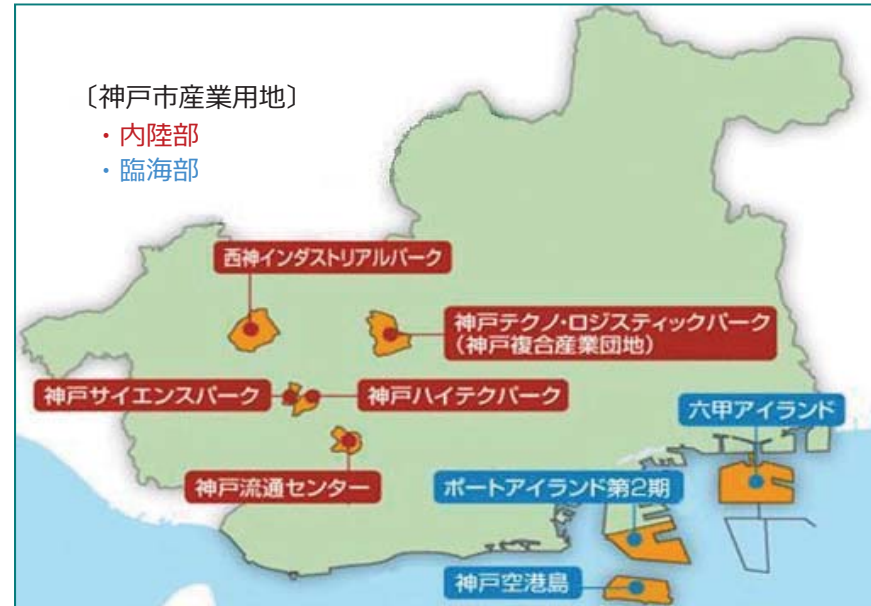 〔神戸市産業用地〕
・内陸部
・臨海部
西神インダストリアルパーク
神戸テクノ・ロジスティックパーク
（神戸複合産業団地）
神戸サイエンスパーク
神戸ハイテクパーク
六甲アイランド
神戸流通センター
ポートアイランド第2期
神戸空港島